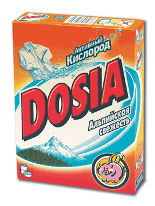 Активный
Кислород
DOSIA
Альпийская
свежесть